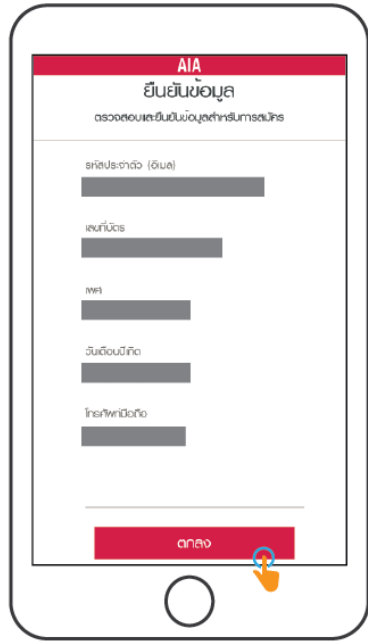 AIA
ยืนยันข้อมูล
ตรวจสอบและยืนยันข้อมูลสำหรับการสมัคร
รหัสประจำตัว (อีเมล)
เลขที่บัตร
เพศ
วันเดือนปีเกิด
โทรศัพท์มือถือ
ตกลง